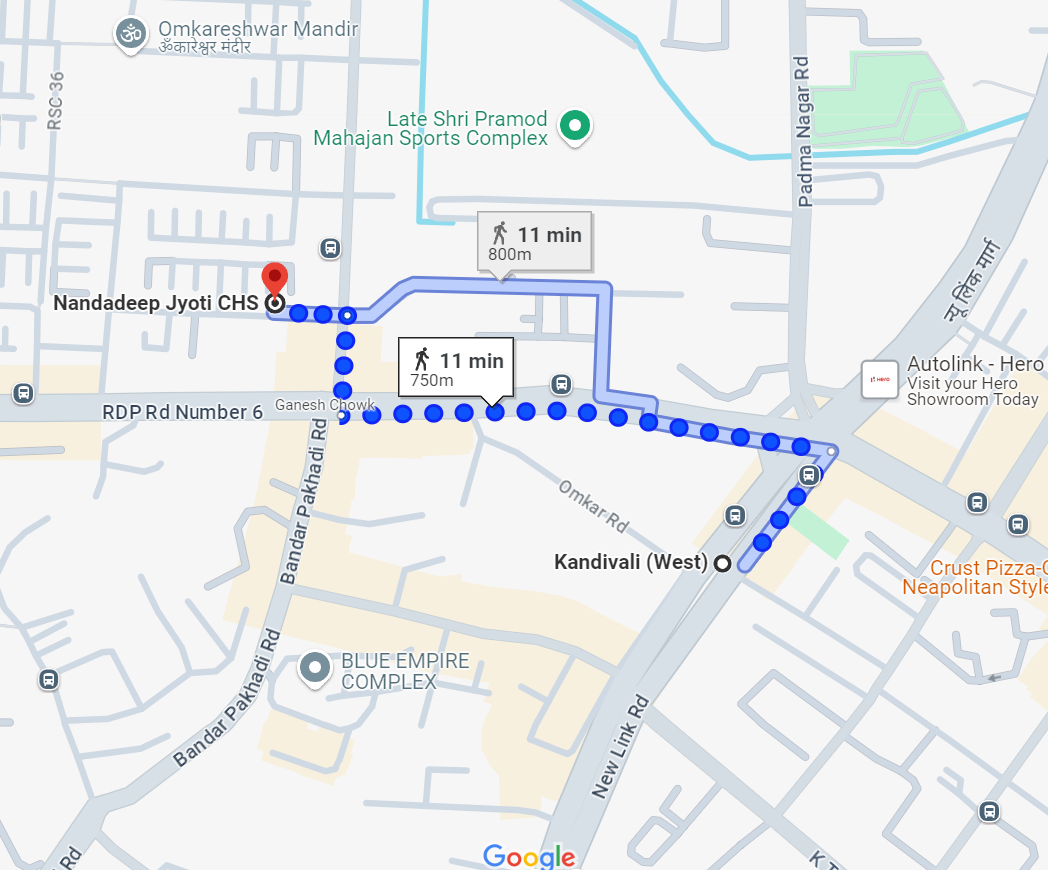 Omkareshwar Mandir
ॐकारेश्वर मंदीर
RSC-36
Late Shri Pramod
Mahajan Sports Complex
Padma Nagar Rd
11 min
800m
न्यू लिंक मार्ग
Nandadeep Jyoti CHS
11 min
750m
Autolink - Hero
Visit your Hero
Showroom Today
Hero
RDP Rd Number 6
Ganesh Chowk
Bandar Pakhadi Rd
Omkar Rd
Kandivali (West)
Crust Pizza-
Neapolitan Style
BLUE EMPIRE
COMPLEX
Bandar Pakhadi Rd
New Link Rd
Rd
Google
K T